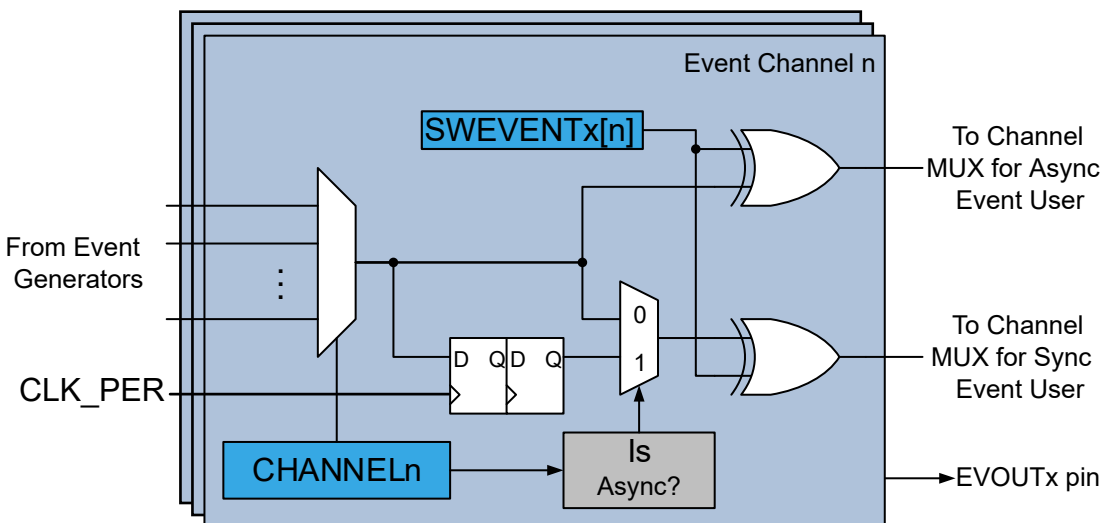 Event Channel n
SWEVENTx[n]
To Channel
MUX for Async
Event User
From Event
Generators
⋮
0
1
To Channel
MUX for Sync
Event User
D Q D Q
CLK_PER
CHANNELn
Is
Async?
EVOUTx pin